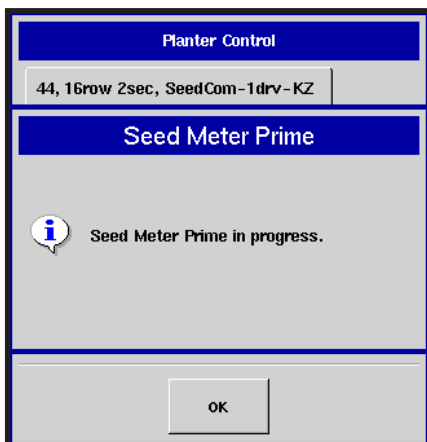 Planter Control
44, 16row 2sec, SeedCom-1drv-KZ
Seed Meter Prime
Seed Meter Prime in progress.
OK